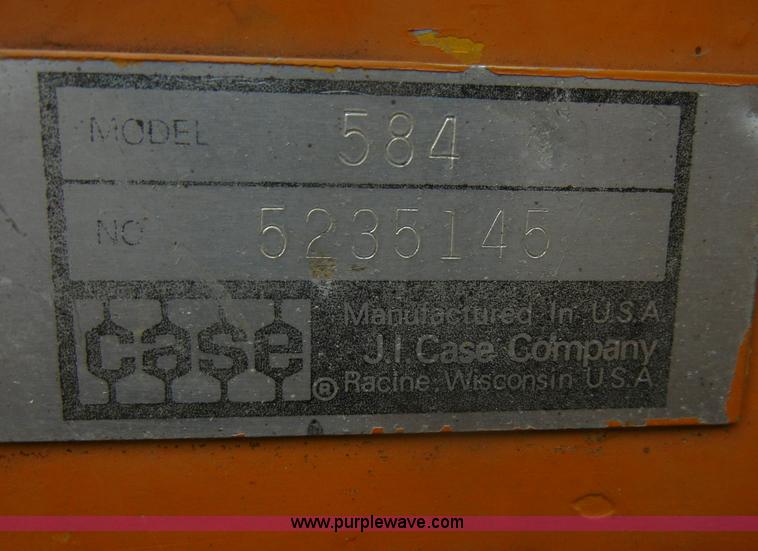 MODEL 584
NO 5235145
case
Manufactured In U.S.A
J.I Case Company
® Racine, Wisconsin U.S.A
www.purplewave.com